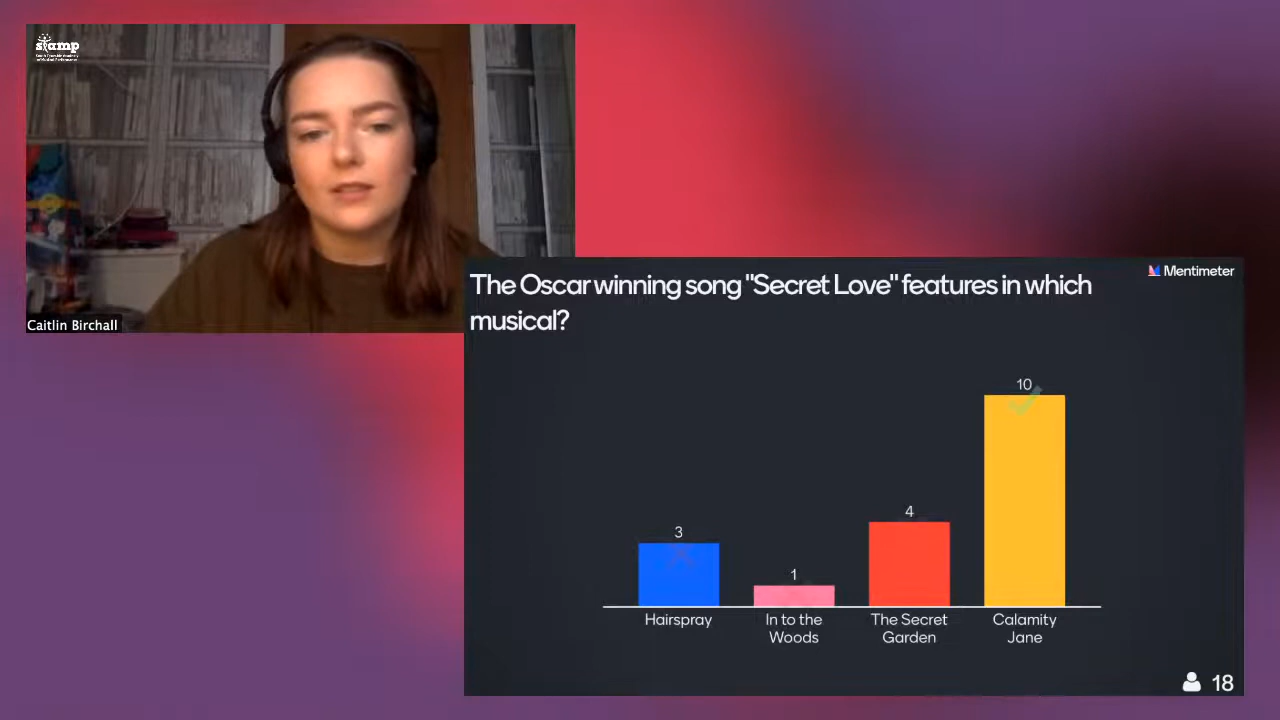 stamp
Caitlin Birchall
Mentimeter
The Oscar winning song "Secret Love" features in which
musical?
10
4
3
1
Hairspray
In to the
Woods
The Secret
Garden
Calamity
Jane
18